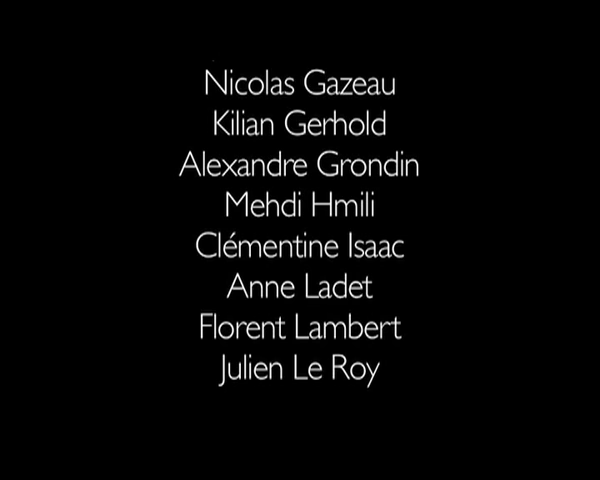 Nicolas Gazeau
Kilian Gerhold
Alexandre Grondin
Mehdi Hmili
Clémentine Isaac
Anne Ladet
Florent Lambert
Julien Le Roy